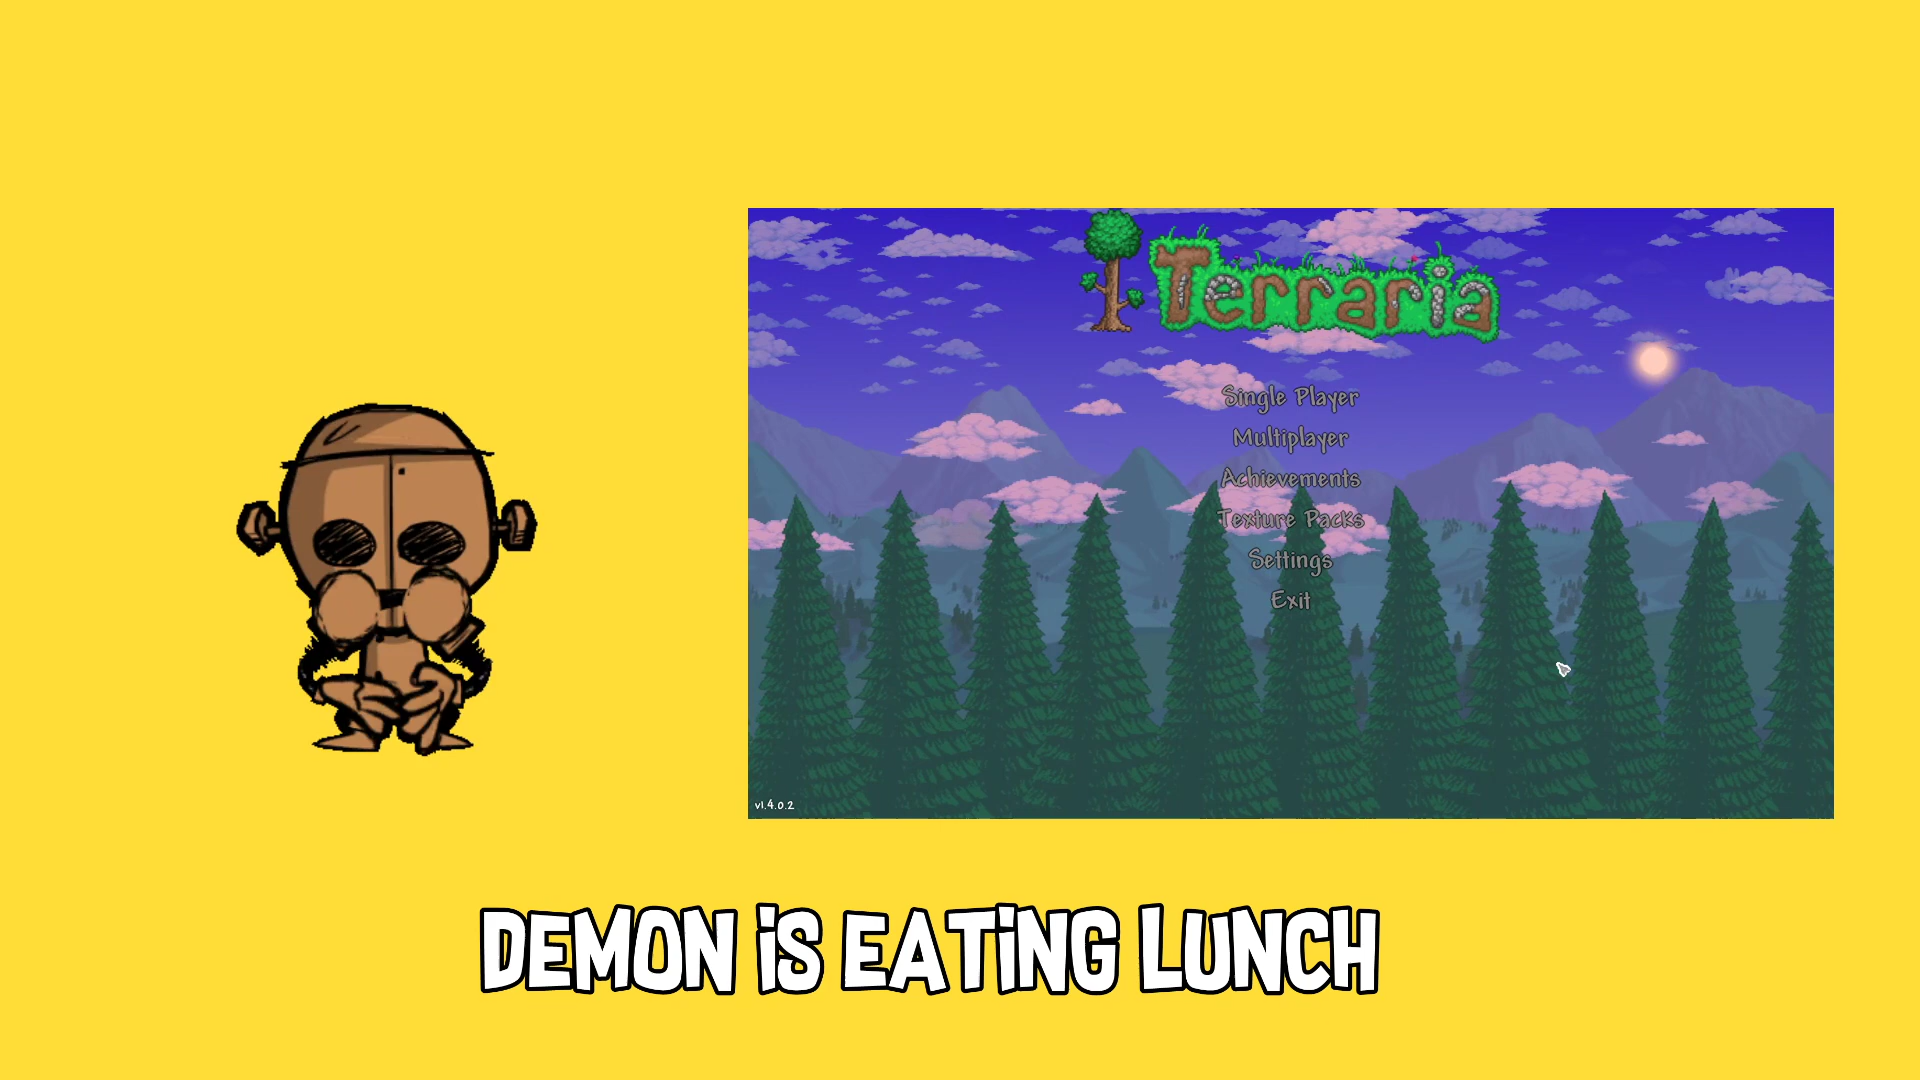 Terraria
Single Player
Multiplayer
Achievements
Texture Packs
Settings
Exit
v1.4.0.2
DEMON iS EATiNG LUNCH